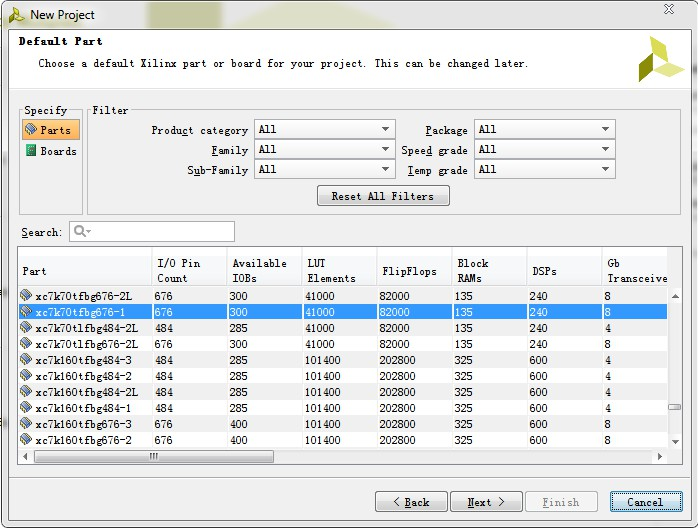 New Project
Default Part
Choose a default Xilinx part or board for your project. This can be changed later.
Specify
Parts
Boards
Filter
Product category All
Package All
Family All
Speed grade All
Sub-Family All
Temp grade All
Reset All Filters
Search:
Part I/O Pin Count Available IOBs LUT Elements FlipFlops Block RAMs DSPs Gb Transceive
xc7k70tfbg676-2L 676 300 41000 82000 135 240 8
xc7k70tfbg676-1 676 300 41000 82000 135 240 8
xc7k70tlfbg484-2L 484 285 41000 82000 135 240 4
xc7k70tlfbg676-2L 676 300 41000 82000 135 240 8
xc7k160tfbg484-3 484 285 101400 202800 325 600 4
xc7k160tfbg484-2 484 285 101400 202800 325 600 4
xc7k160tfbg484-2L 484 285 101400 202800 325 600 4
xc7k160tfbg484-1 484 285 101400 202800 325 600 4
xc7k160tfbg676-3 676 400 101400 202800 325 600 8
xc7k160tfbg676-2 676 400 101400 202800 325 600 8
< Back
Next >
Finish
Cancel